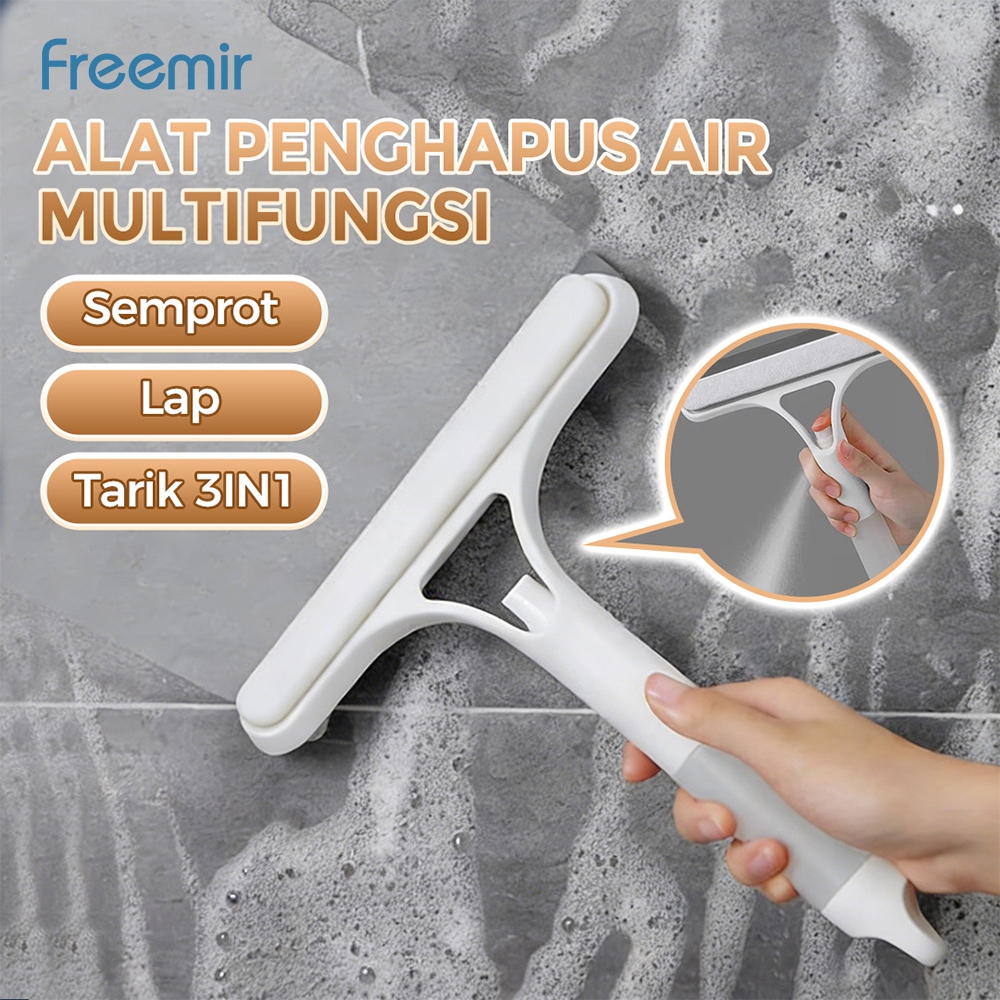 Freemir
ALAT PENGHAPUS AIR
MULTIFUNGSI
Semprot
Lap
Tarik 3IN1